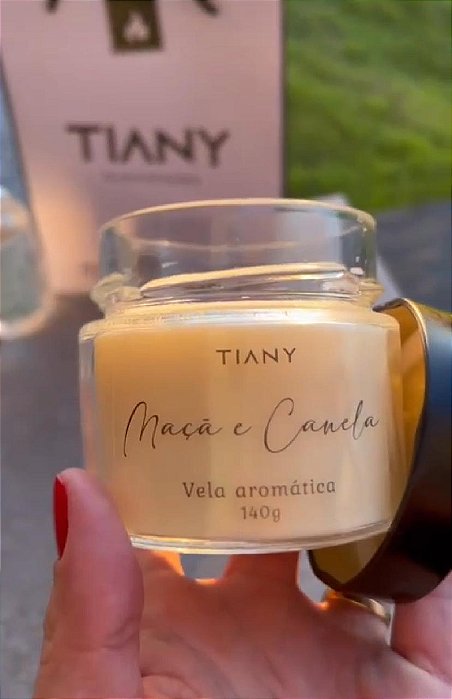 TIANY
TIANY
Maçã e Canela
Vela aromática
140g